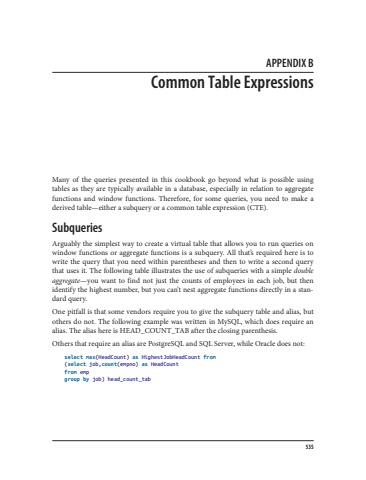 APPENDIX B
Common Table Expressions
Many of the queries presented in this cookbook go beyond what is possible using
tables as they are typically available in a database, especially in relation to aggregate
functions and window functions. Therefore, for some queries, you need to make a
derived table—either a subquery or a common table expression (CTE).
Subqueries
Arguably the simplest way to create a virtual table that allows you to run queries on
window functions or aggregate functions is a subquery. All that's required here is to
write the query that you need within parentheses and then to write a second query
that uses it. The following table illustrates the use of subqueries with a simple double
aggregate—you want to find not just the counts of employees in each job, but then
identify the highest number, but you can't nest aggregate functions directly in a stan-
dard query.
One pitfall is that some vendors require you to give the subquery table and alias, but
others do not. The following example was written in MySQL, which does require an
alias. The alias here is HEAD_COUNT_TAB after the closing parenthesis.
Others that require an alias are PostgreSQL and SQL Server, while Oracle does not:
select max(HeadCount) as HighestJobHeadCount from
(select job,count(empno) as HeadCount
from emp
group by job) head_count_tab
535